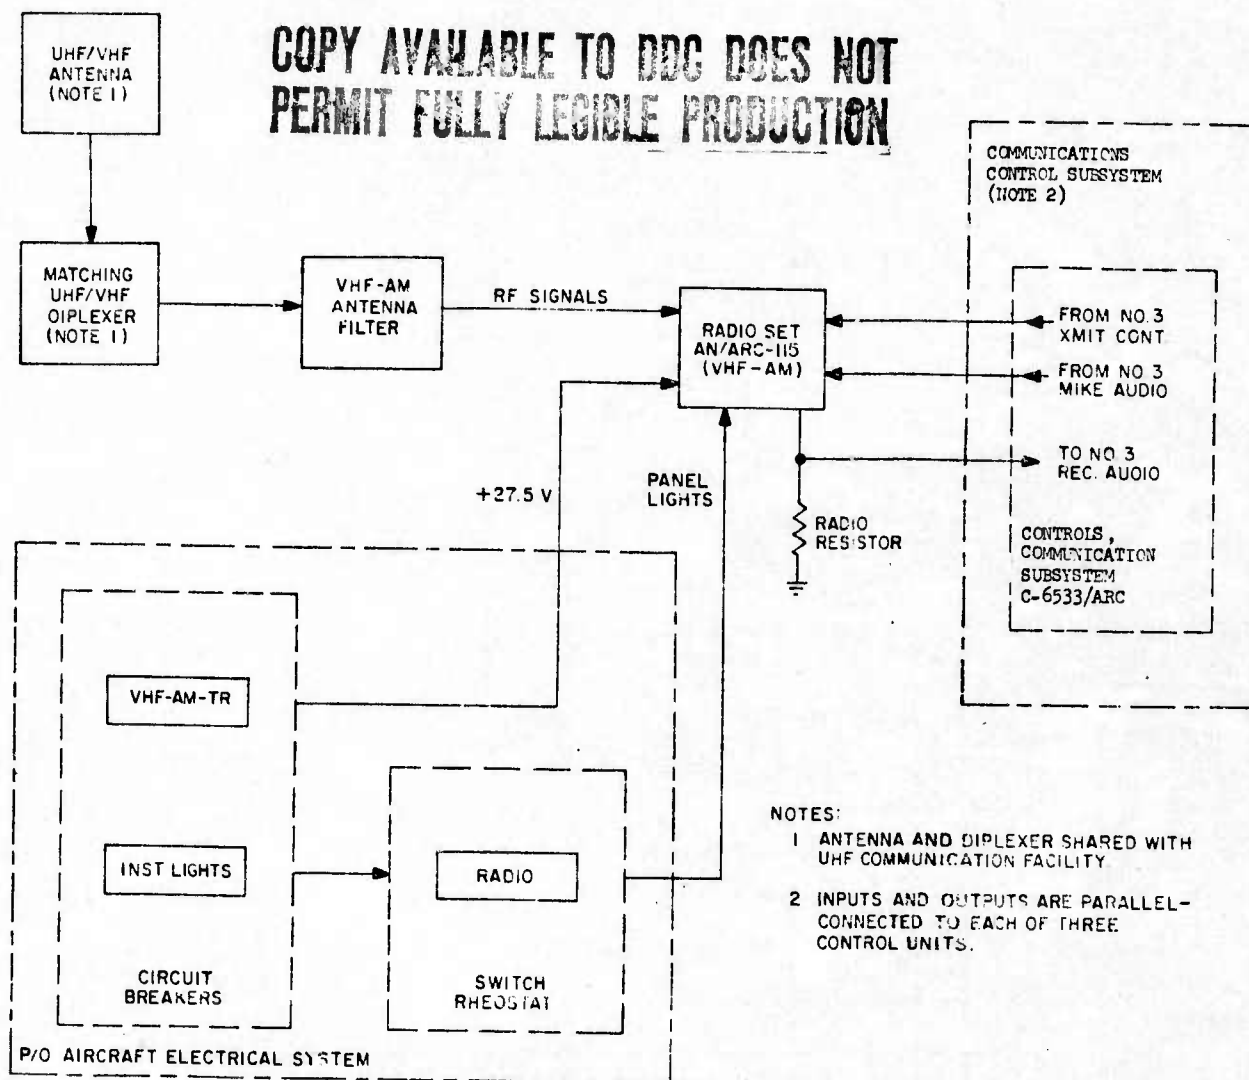 COPY AVAILABLE TO DDC DOES NOT
PERMIT FULLY LEGIBLE PRODUCTION
UHF/VHF
ANTENNA
(NOTE 1)
COMMUNICATIONS
CONTROL SUBSYSTEM
(NOTE 2)
MATCHING
UHF/VHF
DIPLEXER
(NOTE 1)
VHF-AM
ANTENNA
FILTER
RF SIGNALS
RADIO SET
AN/ARC-115
(VHF-AM)
FROM NO.3
XMIT CONT.
FROM NO 3
MIKE AUDIO
TO NO 3
REC. AUDIO
+27.5 V
PANEL
LIGHTS
RADIO
RESISTOR
CONTROLS,
COMMUNICATION
SUBSYSTEM
C-6533/ARC
VHF-AM-TR
INST LIGHTS
RADIO
CIRCUIT
BREAKERS
SWITCH
RHEOSTAT
P/O AIRCRAFT ELECTRICAL SYSTEM
NOTES:
1 ANTENNA AND DIPLEXER SHARED WITH
UHF COMMUNICATION FACILITY.
2 INPUTS AND OUTPUTS ARE PARALLEL-
CONNECTED TO EACH OF THREE
CONTROL UNITS.